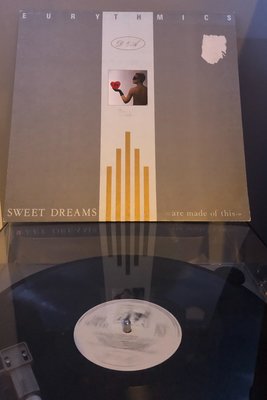 EURYTHMICS
SWEET DREAMS
~are made of this~